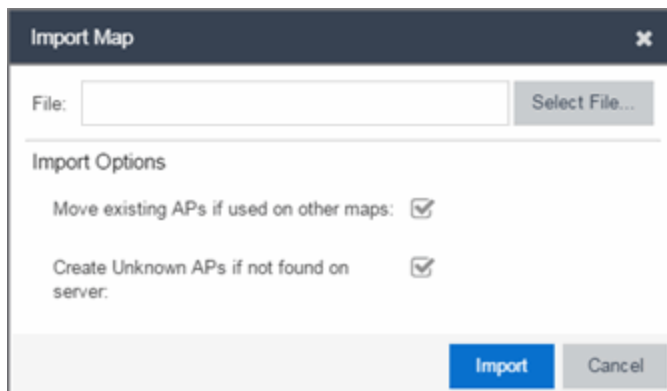 Import Map
File: Select File...
Import Options
Move existing APs if used on other maps:
Create Unknown APs if not found on
server:
Import Cancel